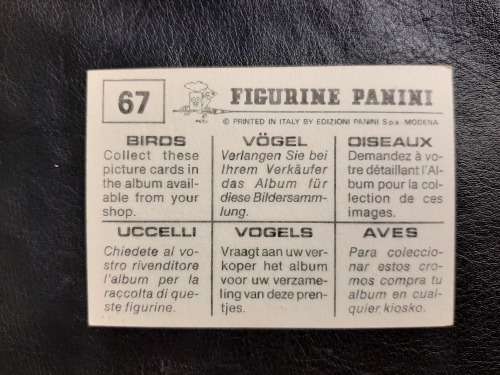 67
FIGURINE PANINI
© PRINTED IN ITALY BY EDIZIONI PANINI S.p.a. MODENA
BIRDS
Collect these
picture cards in
the album avail-
able from your
shop.
VÖGEL
Verlangen Sie bei
Ihrem Verkäufer
das Album für
diese Bildersamm-
lung.
OISEAUX
Demandez à vo-
tre détaillant l'Al-
bum pour la col-
lection de ces
images.
UCCELLI
Chiedete al vo-
stro rivenditore
l'album per la
raccolta di que-
ste figurine.
VOGELS
Vraagt aan uw ver-
koper het album
voor uw verzame-
ling van deze pren-
tjes.
AVES
Para coleccio-
nar estos cro-
mos compra tu
album en cual-
quier kiosko.